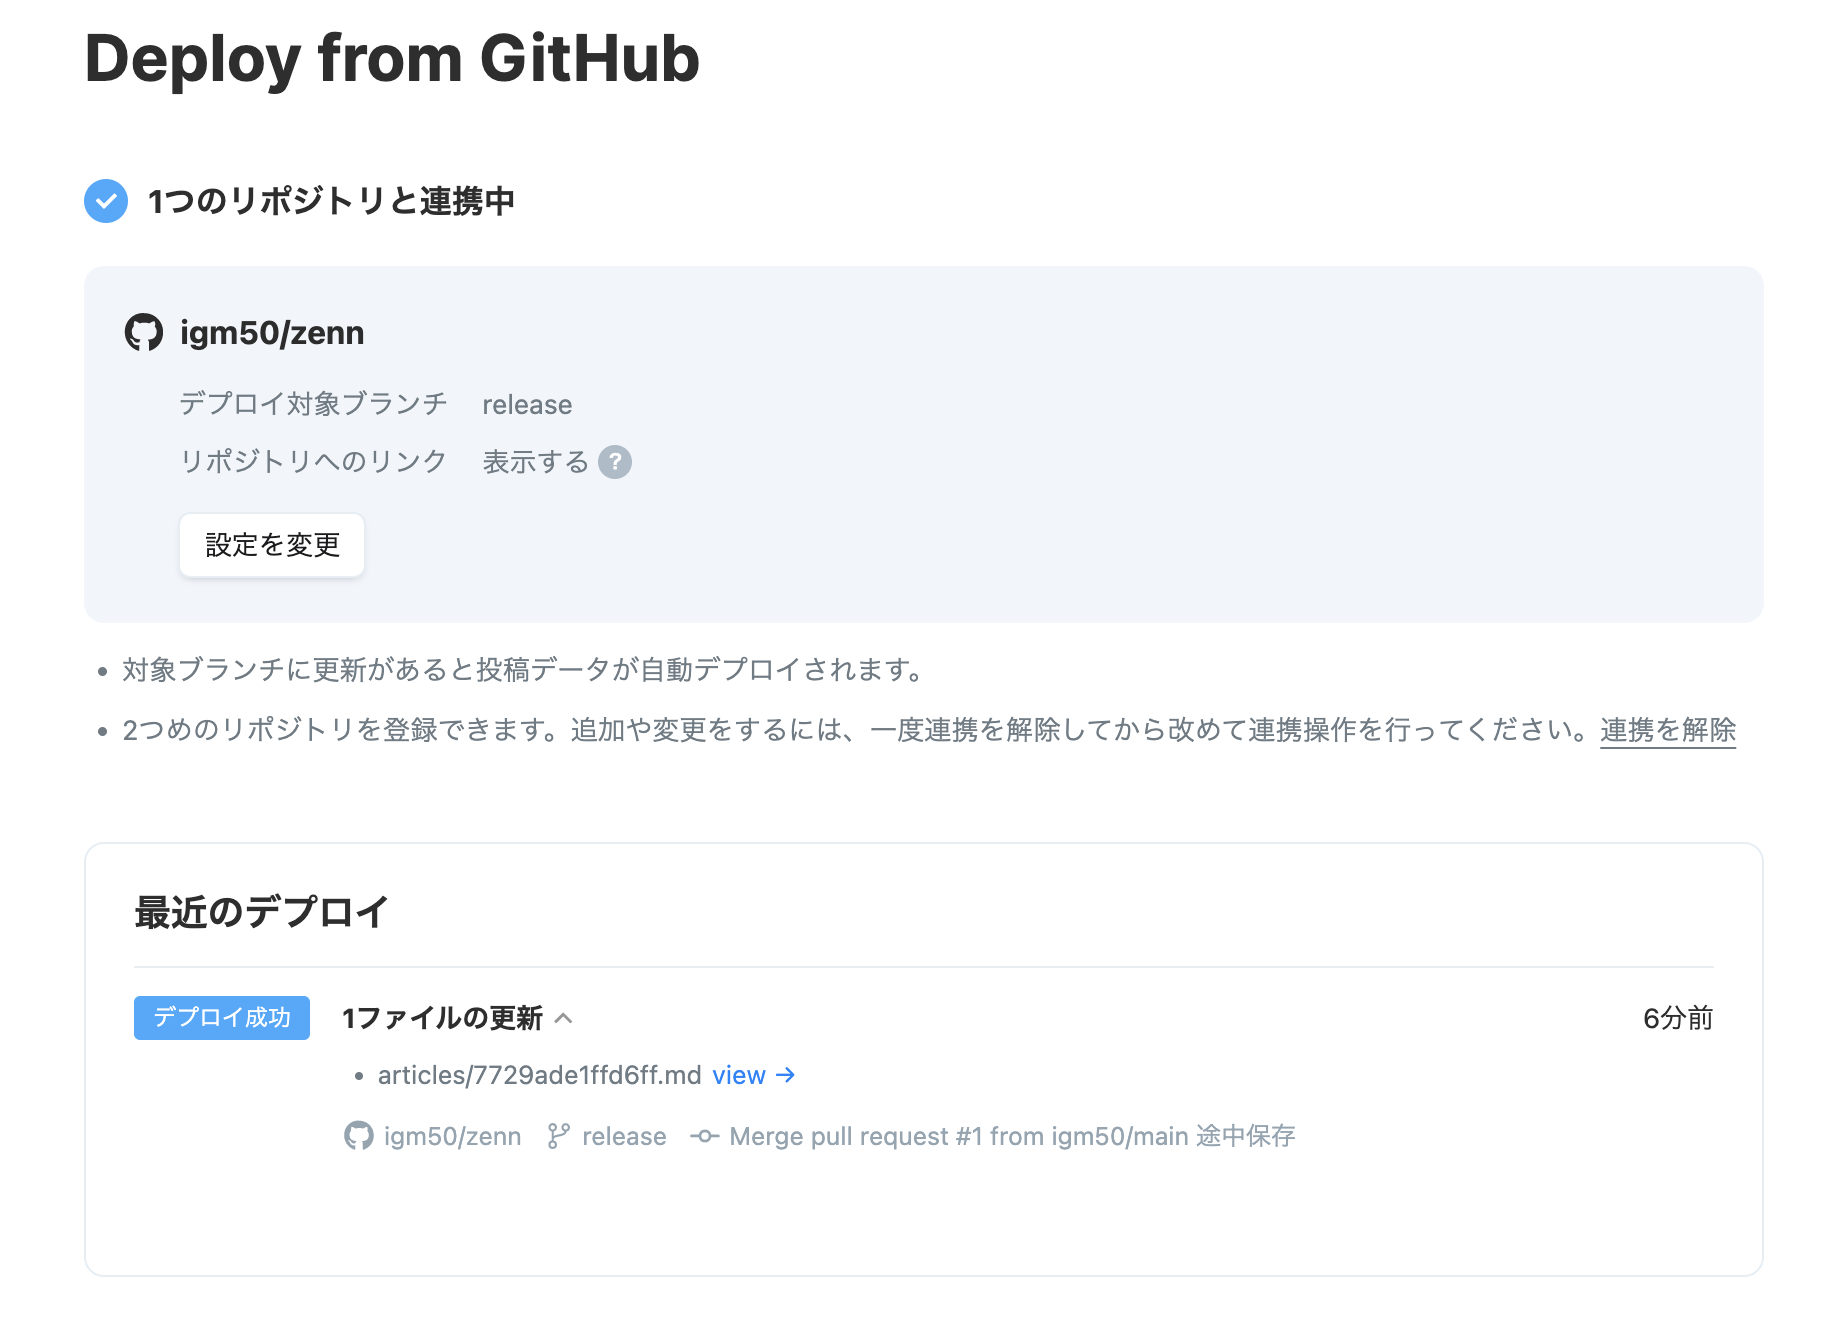 Deploy from GitHub
1つのリポジトリと連携中
igm50/zenn
デプロイ対象ブランチ release
リポジトリへのリンク 表示する ?
設定を変更
• 対象ブランチに更新があると投稿データが自動デプロイされます。
• 2つめのリポジトリを登録できます。追加や変更をするには、一度連携を解除してから改めて連携操作を行ってください。連携を解除
最近のデプロイ
デプロイ成功 1ファイルの更新 6分前
• articles/7729ade1ffd6ff.md view →
igm50/zenn release Merge pull request #1 from igm50/main 途中保存